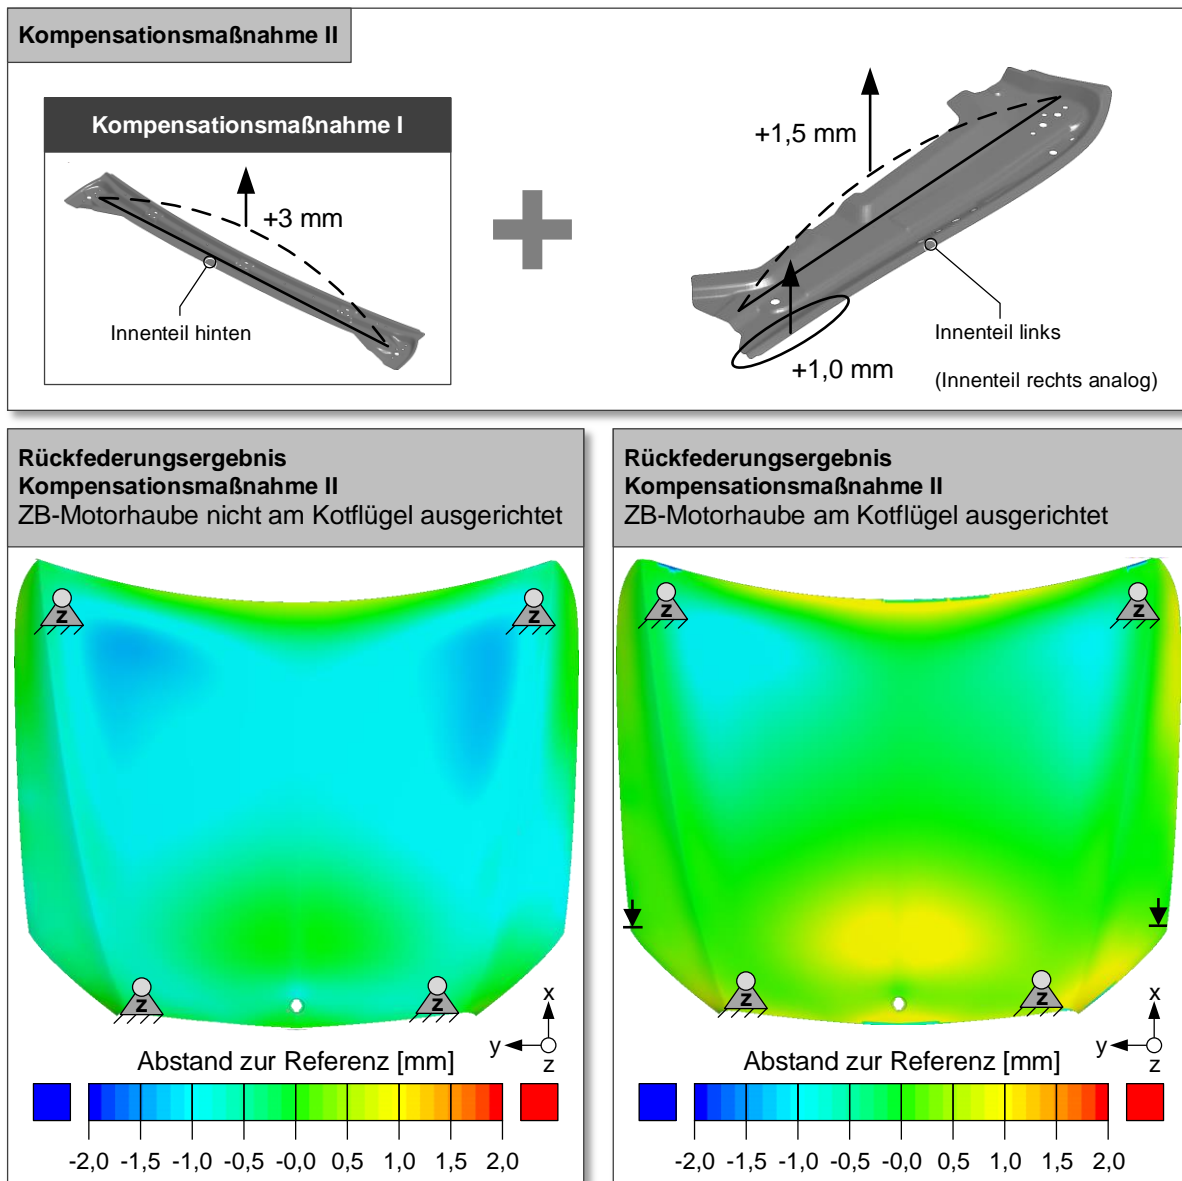 Kompensationsmaßnahme II
Kompensationsmaßnahme I
+3 mm
Innenteil hinten
+1,5 mm
+1,0 mm
Innenteil links
(Innenteil rechts analog)
Rückfederungsergebnis
Kompensationsmaßnahme II
ZB-Motorhaube nicht am Kotflügel ausgerichtet
z
z
z
z
x
y
z
Abstand zur Referenz [mm]
-2,0 -1,5 -1,0 -0,5 -0,0 0,5 1,0 1,5 2,0
Rückfederungsergebnis
Kompensationsmaßnahme II
ZB-Motorhaube am Kotflügel ausgerichtet
z
z
z
z
x
y
z
Abstand zur Referenz [mm]
-2,0 -1,5 -1,0 -0,5 -0,0 0,5 1,0 1,5 2,0